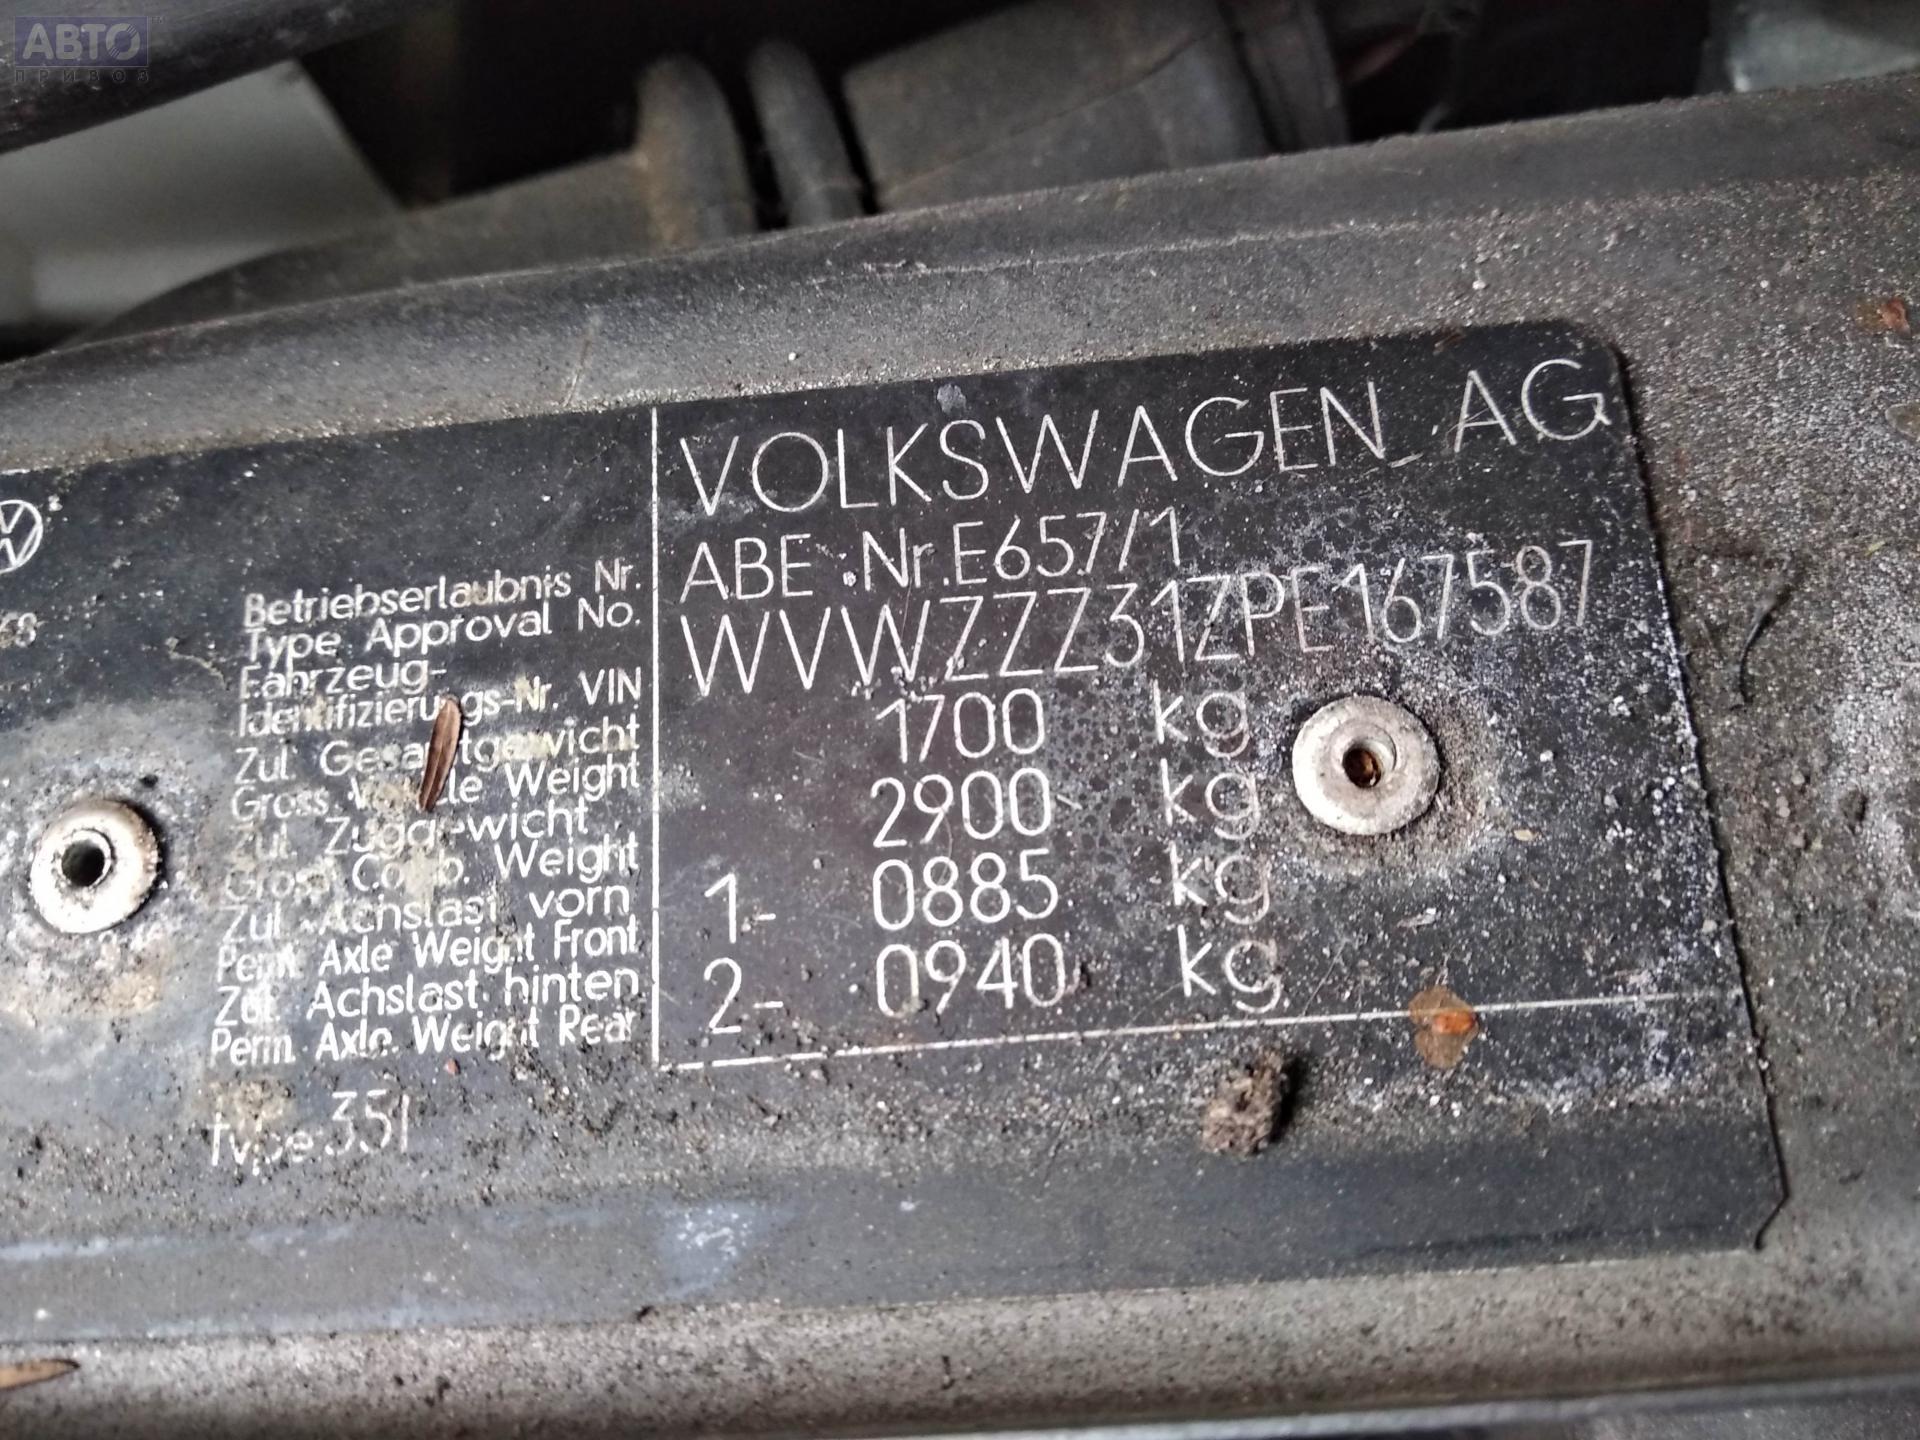 АВТО
ПРИВОЗ
VOLKSWAGEN AG
Betriebserlaubnis Nr.
Type Approval No.
ABE Nr. E657/1
Fahrzeug-
Identifizierungs-Nr. VIN
WVWZZZ31ZPE167587
Zul. Gesamtgewicht
Gross Vehicle Weight
1700 kg
Zul. Zuggewicht
Gross Comb. Weight
2900 kg
Zul. Achslast vorn
Perm. Axle Weight Front
1- 0885 kg
Zul. Achslast hinten
Perm. Axle Weight Rear
2- 0940 kg
type:35I